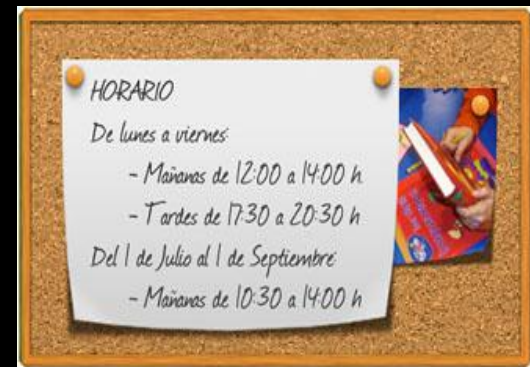 HORARIO
De lunes a viernes:
- Mañanas de 12:00 a 14:00 h.
- Tardes de 17:30 a 20:30 h.
Del 1 de Julio al 1 de Septiembre:
- Mañanas de 10:30 a 14:00 h.